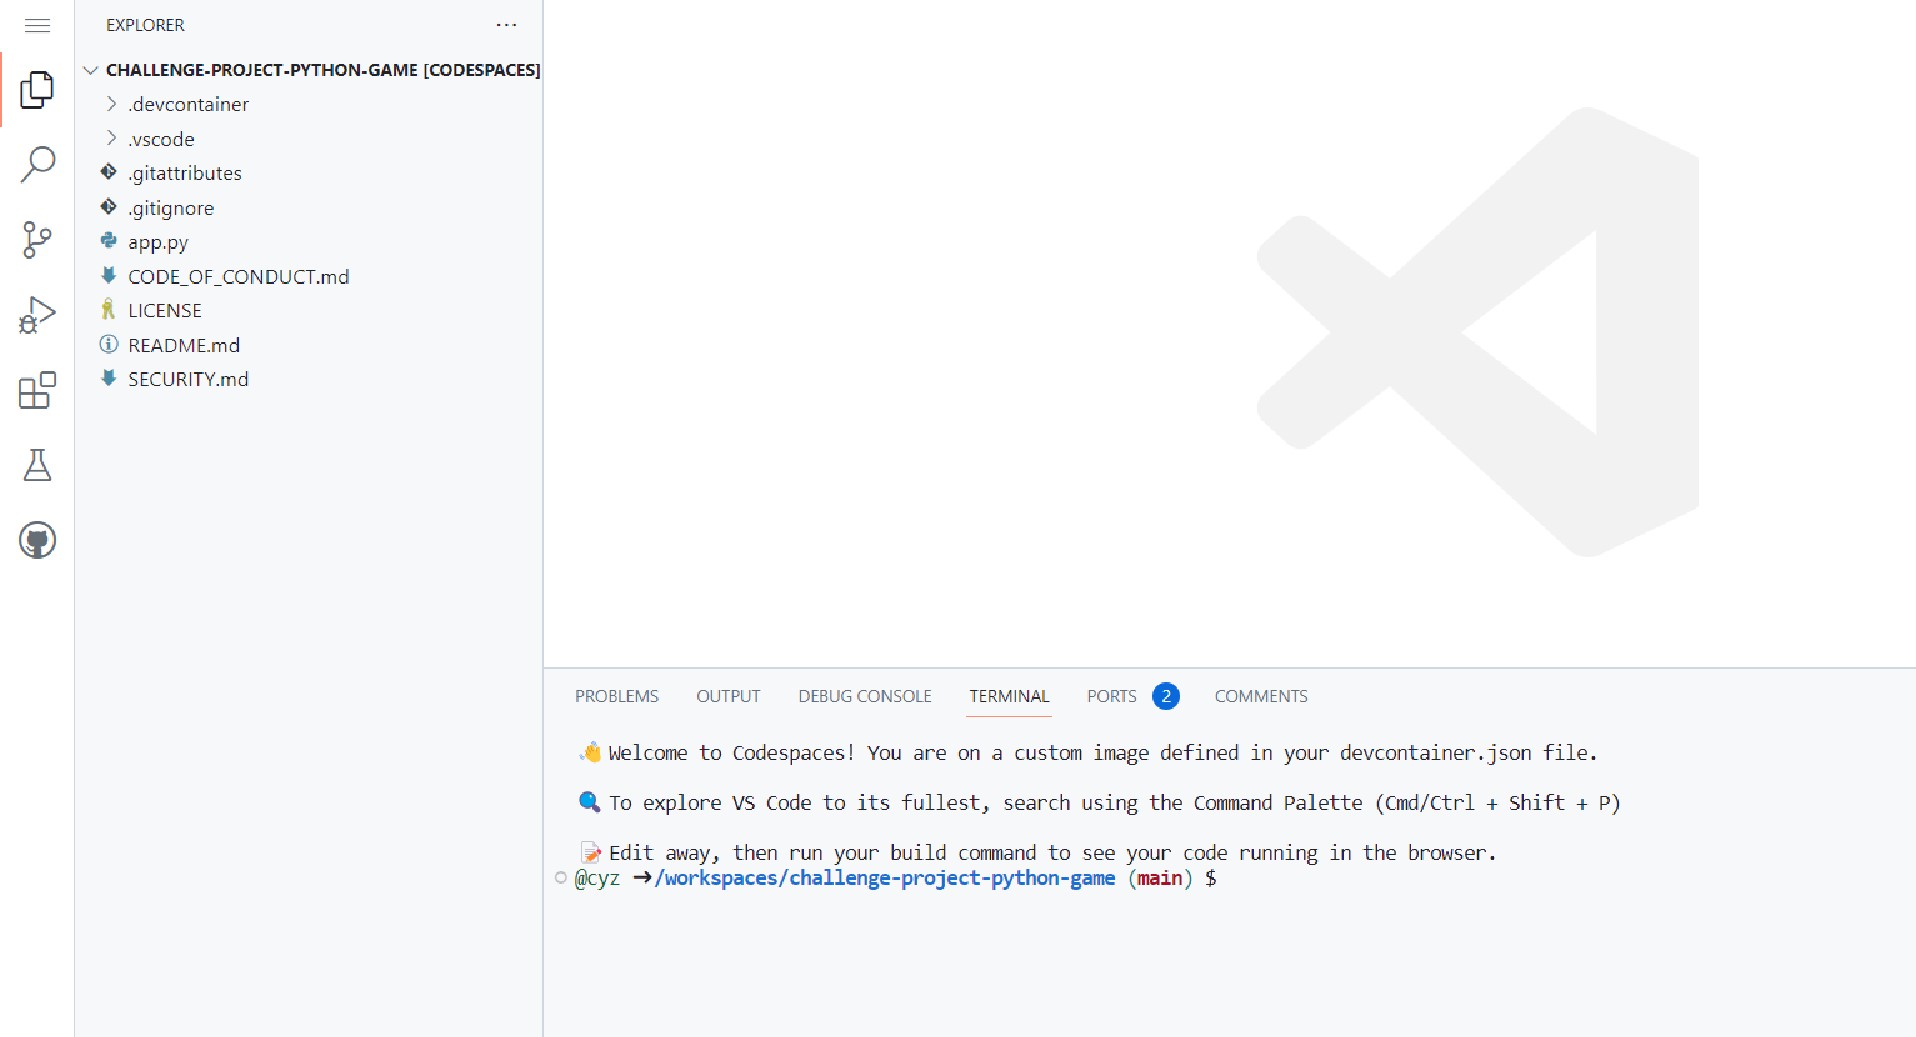 EXPLORER
CHALLENGE-PROJECT-PYTHON-GAME [CODESPACES]
.devcontainer
.vscode
.gitattributes
.gitignore
app.py
CODE_OF_CONDUCT.md
LICENSE
README.md
SECURITY.md
PROBLEMS OUTPUT DEBUG CONSOLE TERMINAL PORTS 2 COMMENTS
👋 Welcome to Codespaces! You are on a custom image defined in your devcontainer.json file.
🔍 To explore VS Code to its fullest, search using the Command Palette (Cmd/Ctrl + Shift + P)
📝 Edit away, then run your build command to see your code running in the browser.
@cyz ➜/workspaces/challenge-project-python-game (main) $